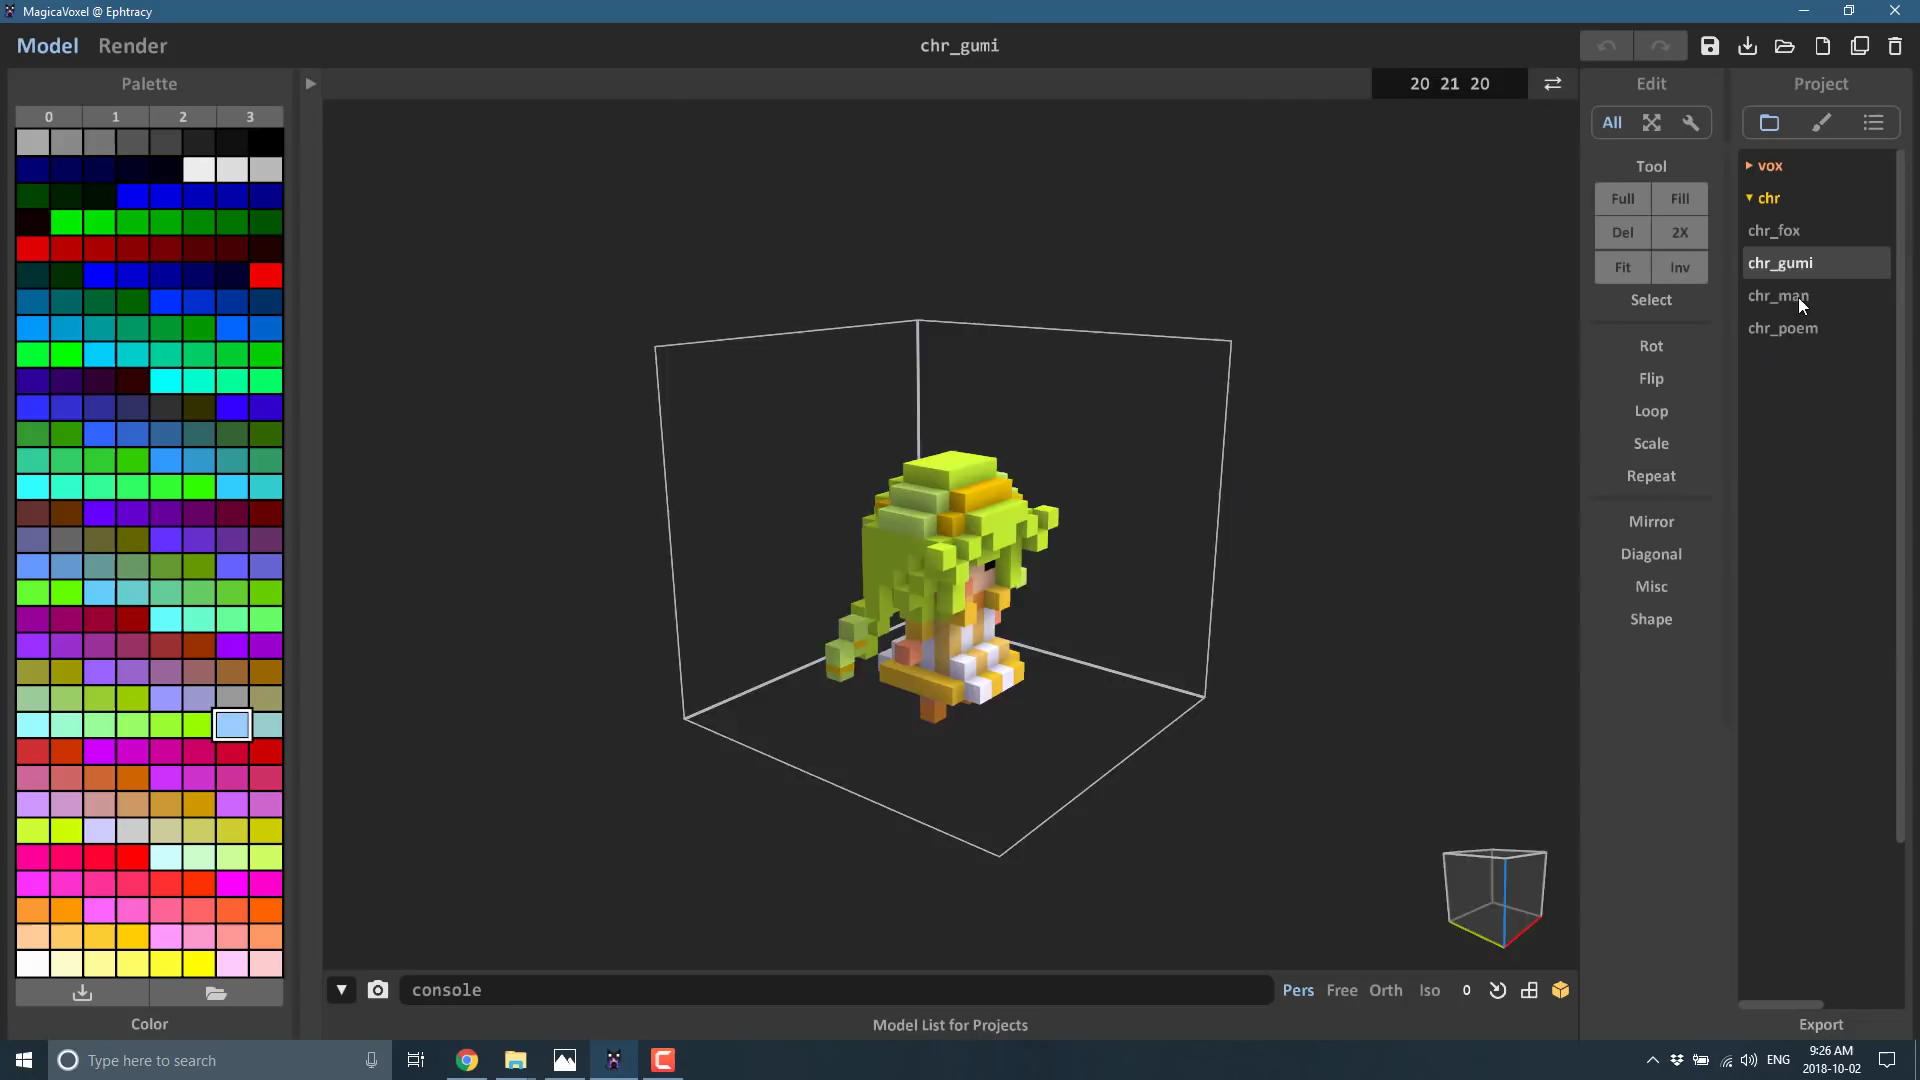 MagicaVoxel @ Ephtracy
Model Render
chr_gumi
Palette
0 1 2 3
20 21 20
Edit
All
Tool
Full Fill
Del 2X
Fit Inv
Select
Rot
Flip
Loop
Scale
Repeat
Mirror
Diagonal
Misc
Shape
Project
vox
chr
chr_fox
chr_gumi
chr_man
chr_poem
console
Pers Free Orth Iso 0
Color
Model List for Projects
Export
Type here to search
ENG
9:26 AM
2018-10-02